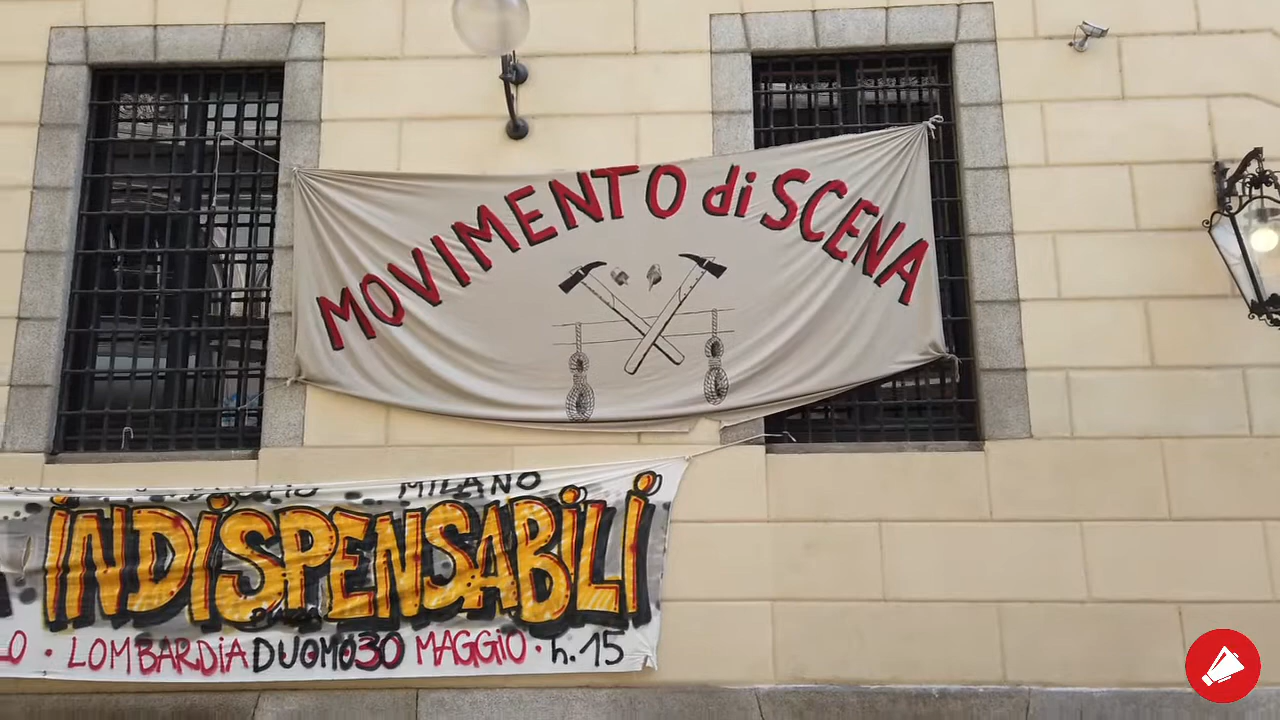 MOVIMENTO di SCENA
MILANO
iNDiSPENSABiLi
LOMBARDiA DUOMO 30 MAGGiO · h.15